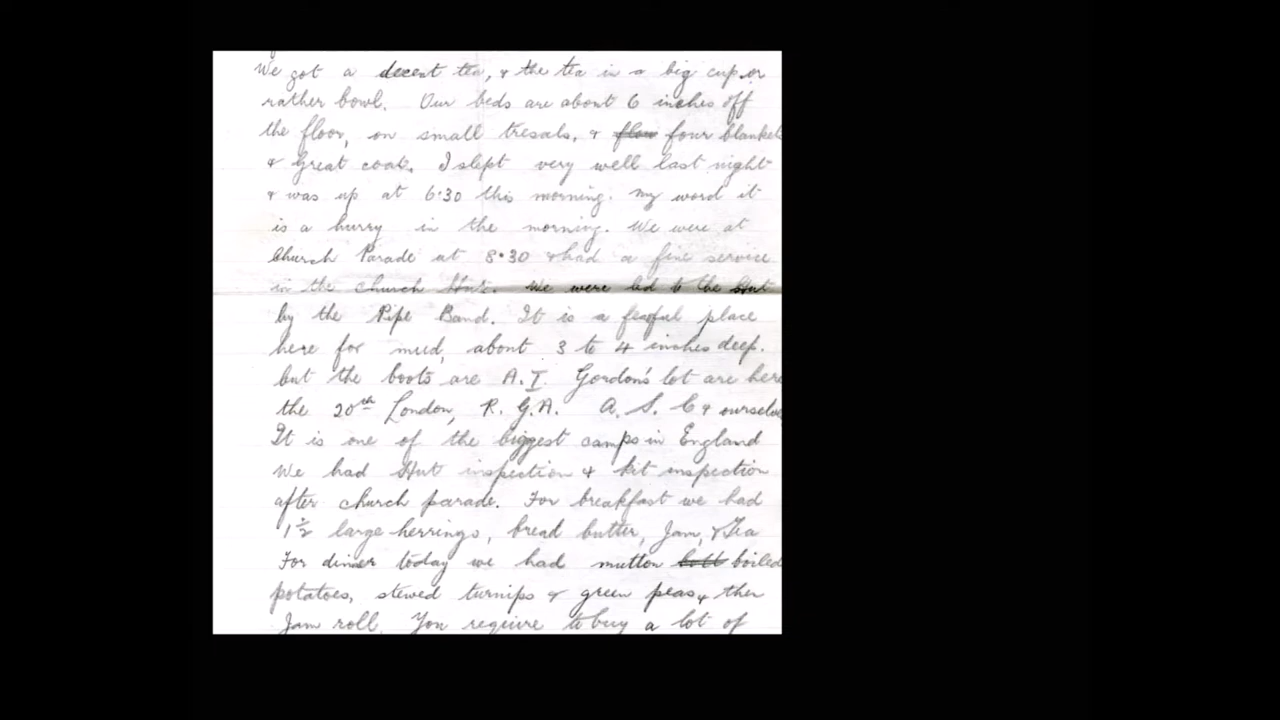 We got a decent tea, & the tea in a big cup or
rather bowl. Our beds are about 6 inches off
the floor, on small tresals, & flow four blankets
& Great coat. I slept very well last night
& was up at 6.30 this morning. My word it
is a hurry in the morning. We were at
Church Parade at 8.30 & had a fine service
in the church Hut. We were led to the Hut
by the Pipe Band. It is a fearful place
here for mud, about 3 to 4 inches deep.
but the boots are A.I. Gordon's lot are here
the 20th London, R.G.A. A.S.C & ourselve
It is one of the biggest camps in England
We had Hut inspection & kit inspection
after church parade. For breakfast we had
1½ large herrings, bread butter, Jam, & Tea
For dinner today we had mutton boiled
potatoes, stewed turnips & green peas, & then
Jam roll. You require to buy a lot of